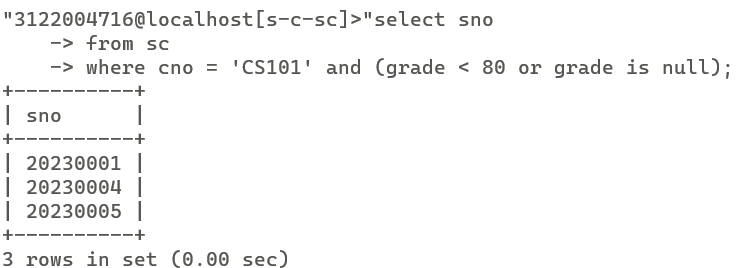 "3122004716@localhost[s-c-sc]>"select sno
    -> from sc
    -> where cno = 'CS101' and (grade < 80 or grade is null);
+----------+
| sno      |
+----------+
| 20230001 |
| 20230004 |
| 20230005 |
+----------+
3 rows in set (0.00 sec)